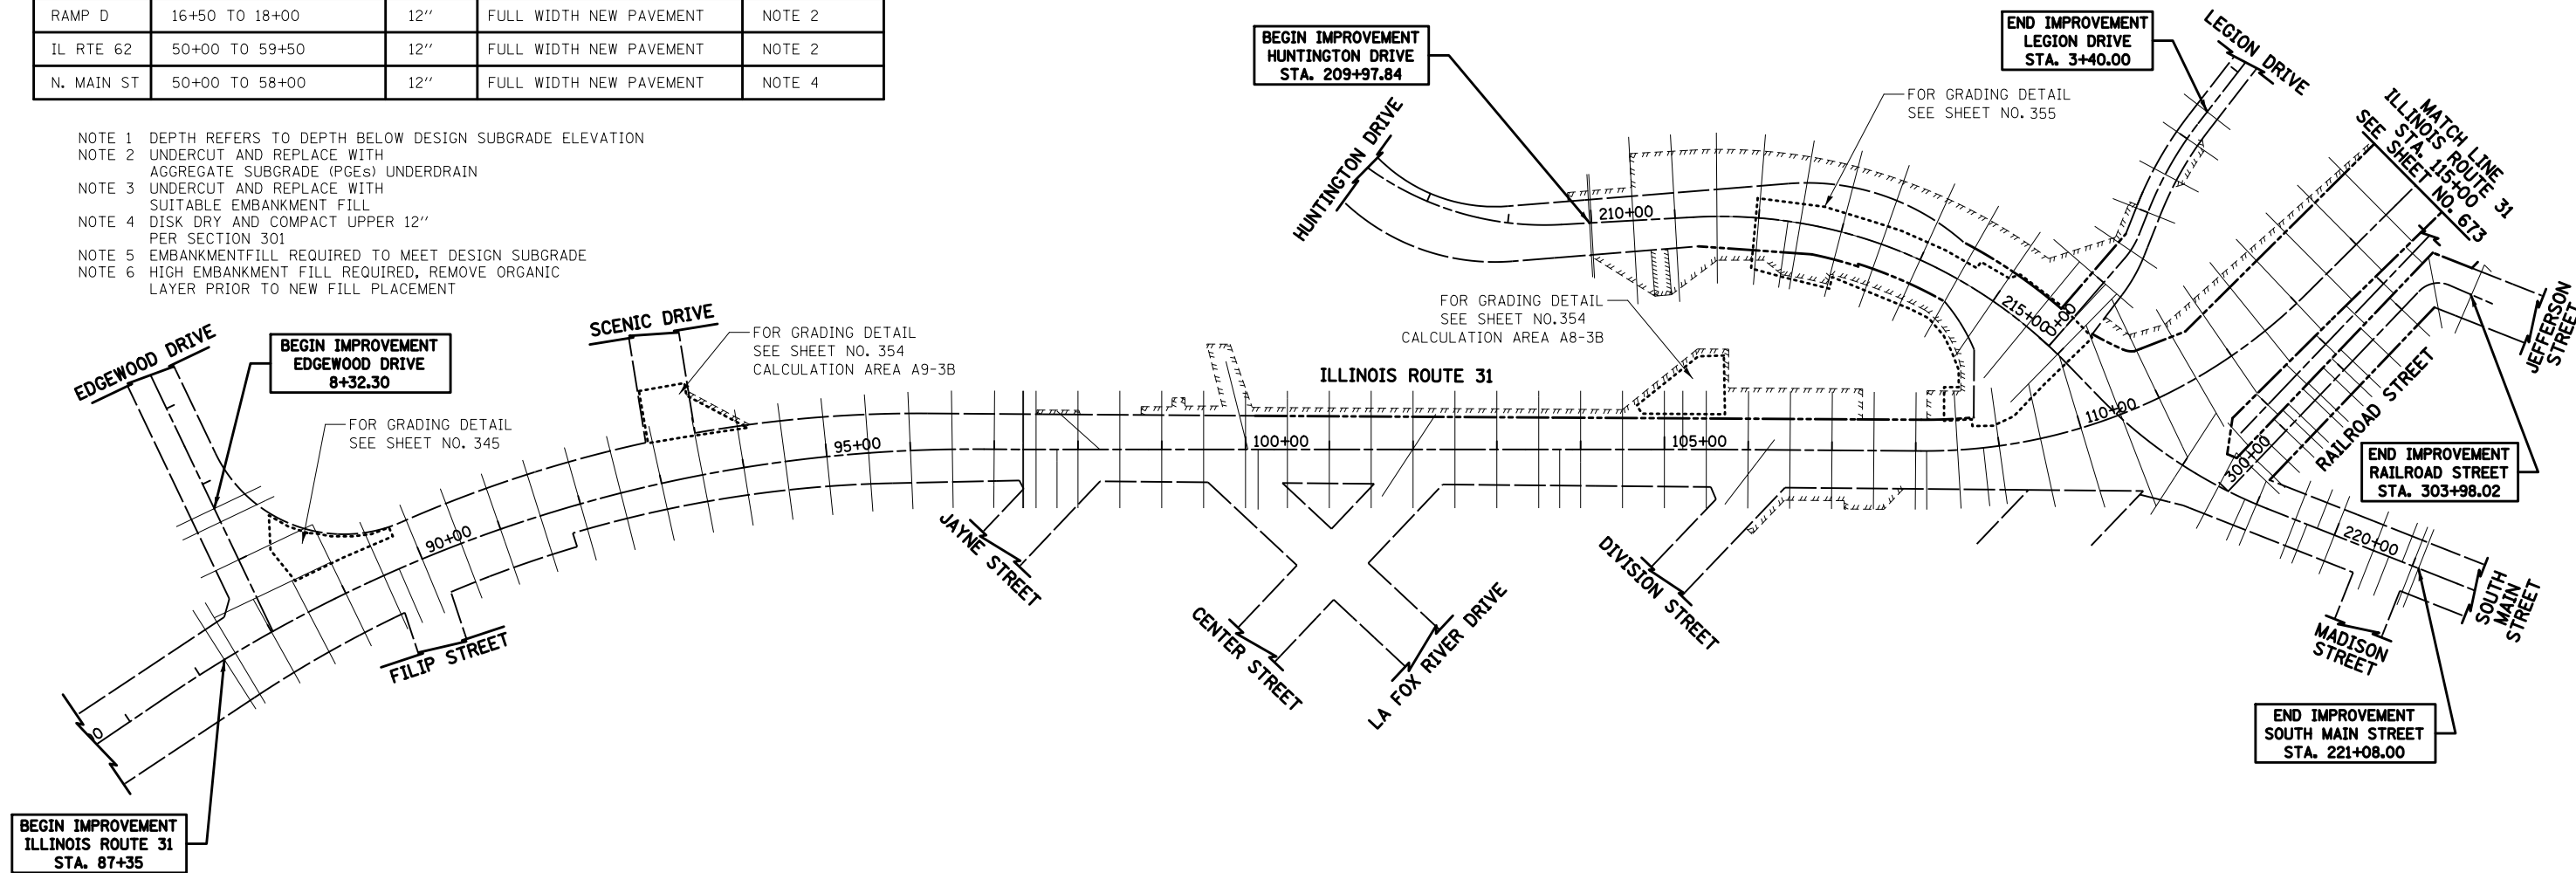 RAMP D 16+50 TO 18+00 12" FULL WIDTH NEW PAVEMENT NOTE 2
IL RTE 62 50+00 TO 59+50 12" FULL WIDTH NEW PAVEMENT NOTE 2
N. MAIN ST 50+00 TO 58+00 12" FULL WIDTH NEW PAVEMENT NOTE 4
NOTE 1 DEPTH REFERS TO DEPTH BELOW DESIGN SUBGRADE ELEVATION
NOTE 2 UNDERCUT AND REPLACE WITH
AGGREGATE SUBGRADE (PGEs) UNDERDRAIN
NOTE 3 UNDERCUT AND REPLACE WITH
SUITABLE EMBANKMENT FILL
NOTE 4 DISK DRY AND COMPACT UPPER 12"
PER SECTION 301
NOTE 5 EMBANKMENTFILL REQUIRED TO MEET DESIGN SUBGRADE
NOTE 6 HIGH EMBANKMENT FILL REQUIRED, REMOVE ORGANIC
LAYER PRIOR TO NEW FILL PLACEMENT
BEGIN IMPROVEMENT
HUNTINGTON DRIVE
STA. 209+97.84
END IMPROVEMENT
LEGION DRIVE
STA. 3+40.00
LEGION DRIVE
FOR GRADING DETAIL
SEE SHEET NO. 355
HUNTINGTON DRIVE
MATCH LINE
ILLINOIS ROUTE 31
STA. 115+00
SEE SHEET NO. 673
210+00
215+00
0+00
JEFFERSON
STREET
EDGEWOOD DRIVE
BEGIN IMPROVEMENT
EDGEWOOD DRIVE
8+32.30
SCENIC DRIVE
FOR GRADING DETAIL
SEE SHEET NO. 354
CALCULATION AREA A9-3B
FOR GRADING DETAIL
SEE SHEET NO.354
CALCULATION AREA A8-3B
ILLINOIS ROUTE 31
FOR GRADING DETAIL
SEE SHEET NO. 345
90+00
95+00
100+00
105+00
110+00
300+00
RAILROAD STREET
END IMPROVEMENT
RAILROAD STREET
STA. 303+98.02
220+00
FILIP STREET
JAYNE STREET
CENTER STREET
LA FOX RIVER DRIVE
DIVISION STREET
MADISON
STREET
SOUTH
MAIN
STREET
END IMPROVEMENT
SOUTH MAIN STREET
STA. 221+08.00
BEGIN IMPROVEMENT
ILLINOIS ROUTE 31
STA. 87+35